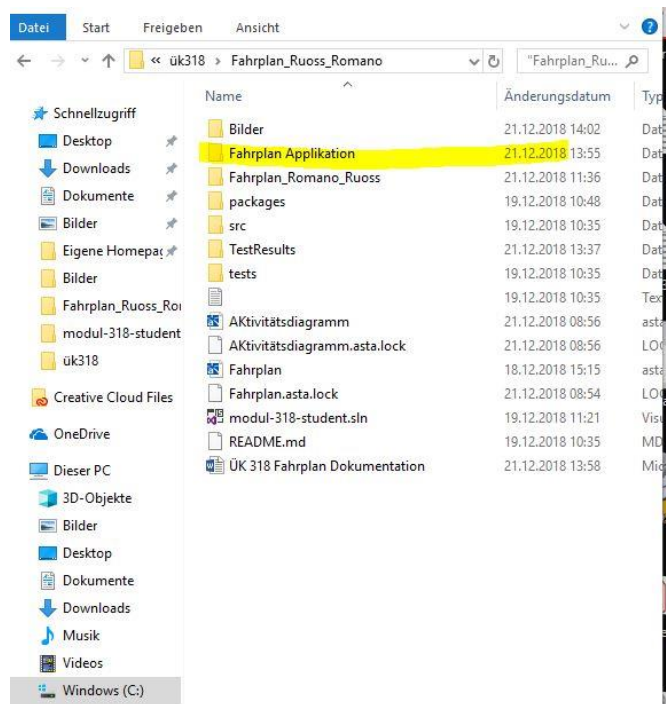 Datei Start Freigeben Ansicht
« ük318 › Fahrplan_Ruoss_Romano "Fahrplan_Ru...
Name Änderungsdatum Typ
Schnellzugriff
Desktop
Downloads
Dokumente
Bilder
Eigene Homepag
Bilder
Fahrplan_Ruoss_Ro
modul-318-student
ük318
Creative Cloud Files
OneDrive
Dieser PC
3D-Objekte
Bilder
Desktop
Dokumente
Downloads
Musik
Videos
Windows (C:)
Bilder 21.12.2018 14:02 Dat
Fahrplan Applikation 21.12.2018 13:55 Dat
Fahrplan_Romano_Ruoss 21.12.2018 11:36 Dat
packages 19.12.2018 10:48 Dat
src 19.12.2018 10:35 Dat
TestResults 21.12.2018 13:37 Dat
tests 19.12.2018 10:35 Dat
19.12.2018 10:35 Tex
AKtivitätsdiagramm 21.12.2018 08:56 asta
AKtivitätsdiagramm.asta.lock 21.12.2018 08:56 LOC
Fahrplan 18.12.2018 15:15 asta
Fahrplan.asta.lock 21.12.2018 08:54 LOC
modul-318-student.sln 19.12.2018 11:21 Visu
README.md 19.12.2018 10:35 MD
ÜK 318 Fahrplan Dokumentation 21.12.2018 13:58 Mic